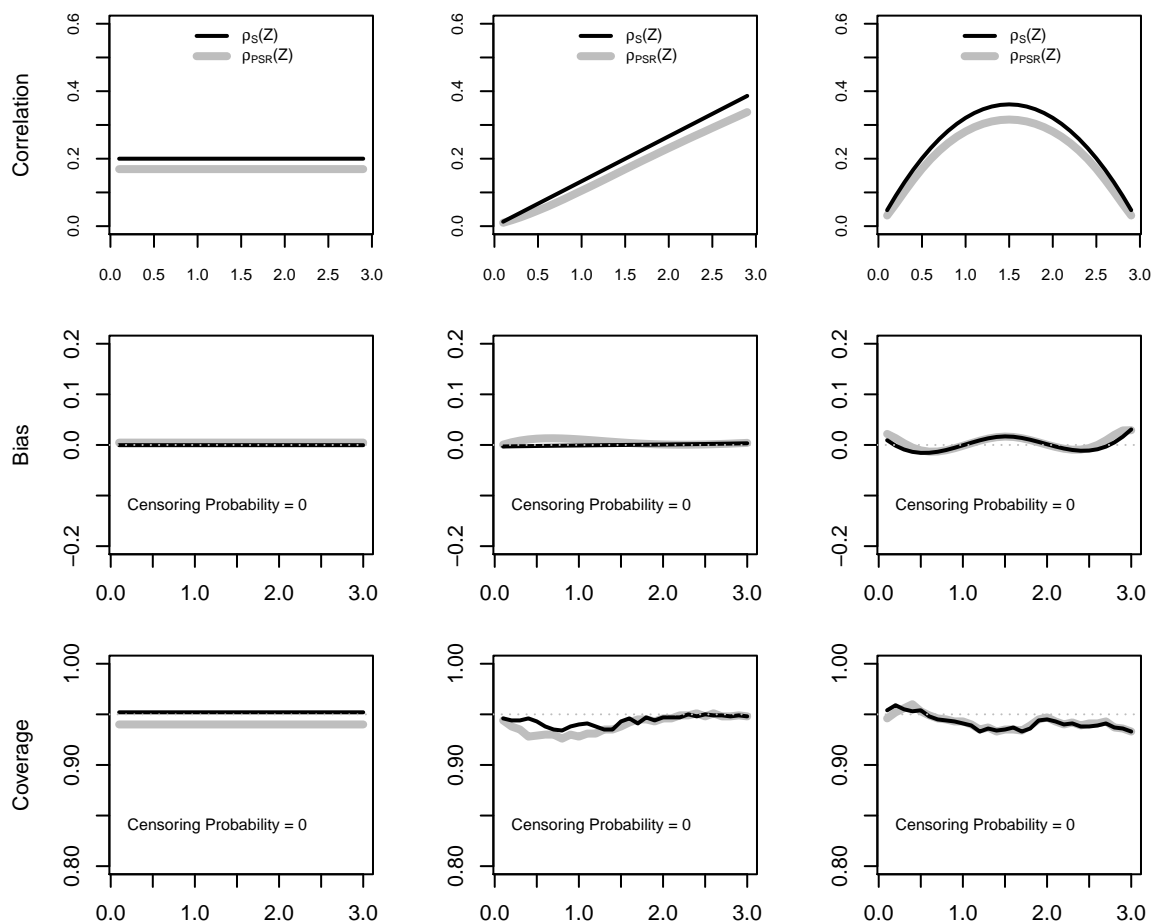 Correlation
0.0 0.2 0.4 0.6
ρS(Z)
ρPSR(Z)
0.0 0.5 1.0 1.5 2.0 2.5 3.0
0.0 0.2 0.4 0.6
ρS(Z)
ρPSR(Z)
0.0 0.5 1.0 1.5 2.0 2.5 3.0
0.0 0.2 0.4 0.6
ρS(Z)
ρPSR(Z)
0.0 0.5 1.0 1.5 2.0 2.5 3.0
Bias
−0.2 0.0 0.1 0.2
Censoring Probability = 0
0.0 1.0 2.0 3.0
−0.2 0.0 0.1 0.2
Censoring Probability = 0
0.0 1.0 2.0 3.0
−0.2 0.0 0.1 0.2
Censoring Probability = 0
0.0 1.0 2.0 3.0
Coverage
0.80 0.90 1.00
Censoring Probability = 0
0.0 1.0 2.0 3.0
0.80 0.90 1.00
Censoring Probability = 0
0.0 1.0 2.0 3.0
0.80 0.90 1.00
Censoring Probability = 0
0.0 1.0 2.0 3.0